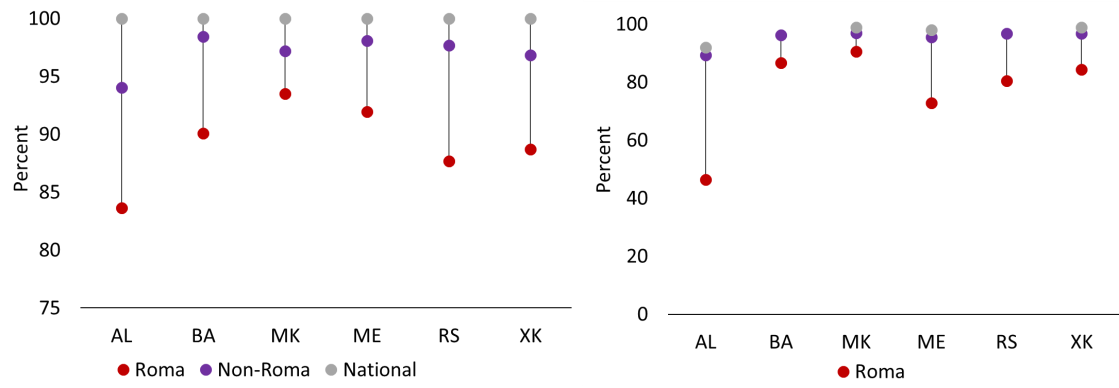 100
95
90
85
80
75
Percent
AL BA MK ME RS XK
Roma Non-Roma National
100
80
60
40
20
0
Percent
AL BA MK ME RS XK
Roma